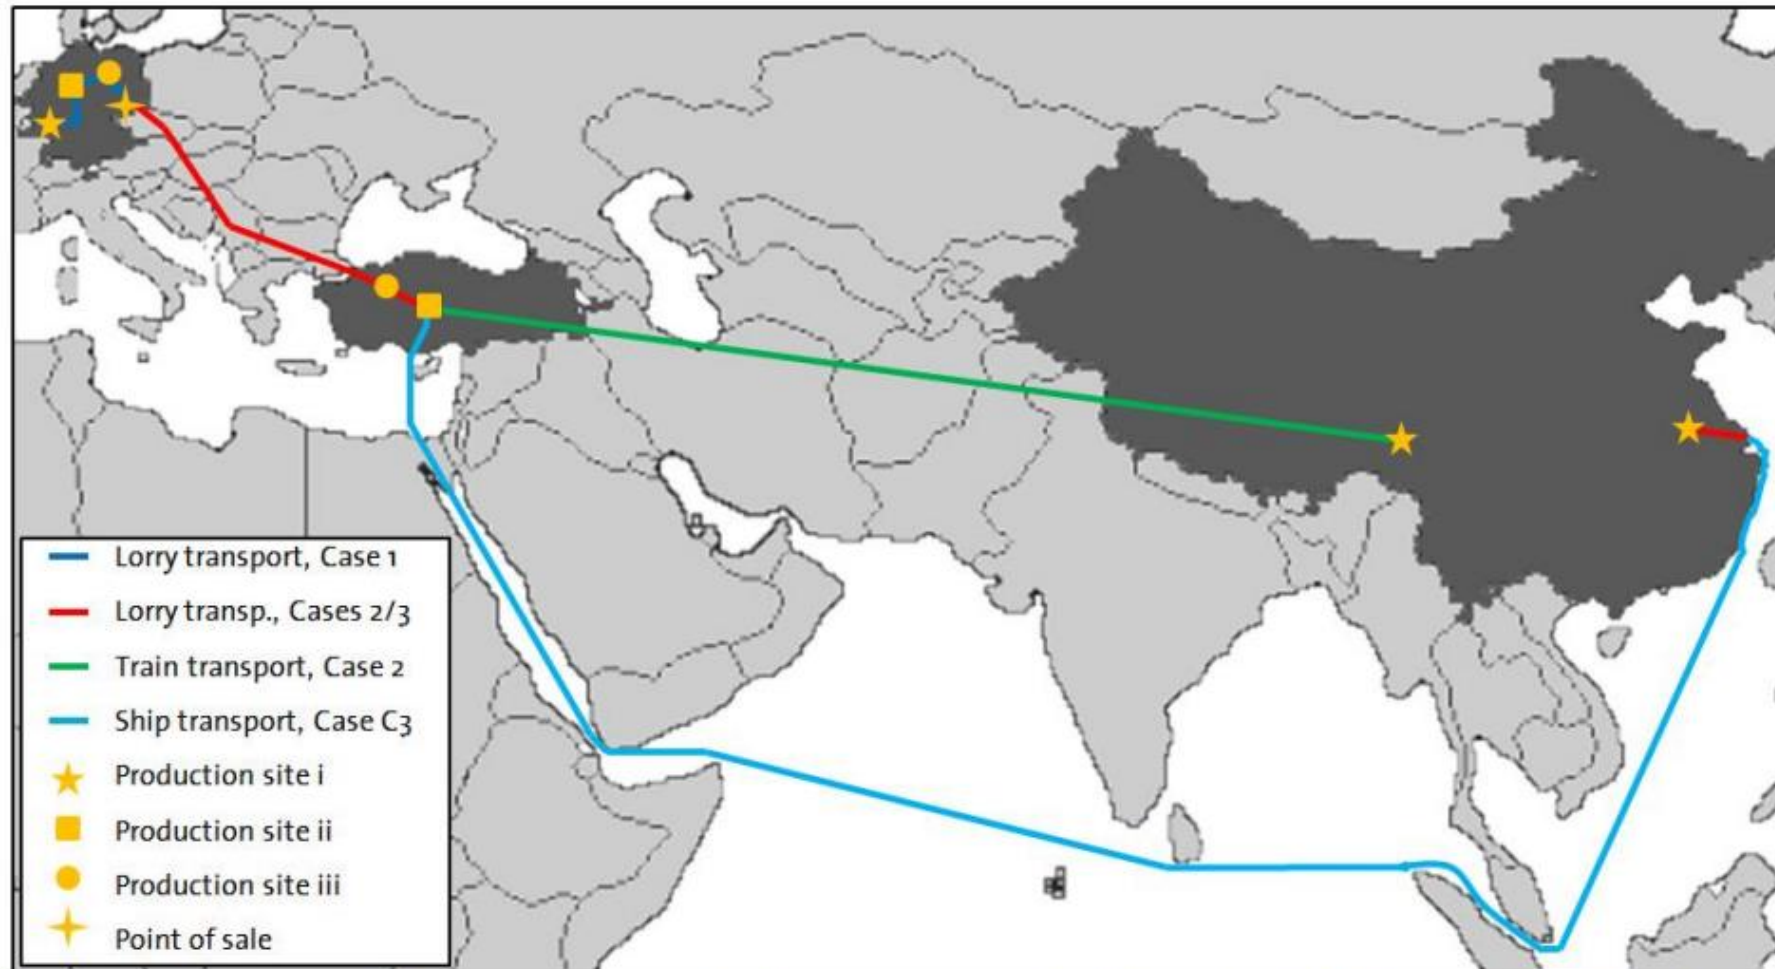 Lorry transport, Case 1
Lorry transp., Cases 2/3
Train transport, Case 2
Ship transport, Case C3
Production site i
Production site ii
Production site iii
Point of sale